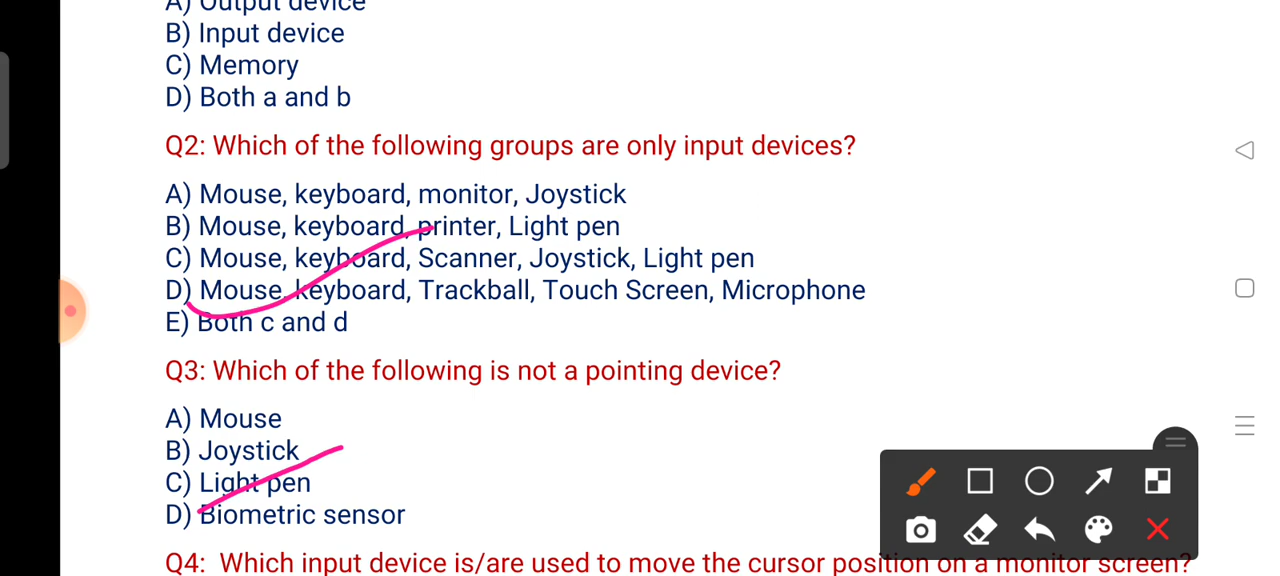 A) Output device
B) Input device
C) Memory
D) Both a and b
Q2: Which of the following groups are only input devices?
A) Mouse, keyboard, monitor, Joystick
B) Mouse, keyboard, printer, Light pen
C) Mouse, keyboard, Scanner, Joystick, Light pen
D) Mouse, keyboard, Trackball, Touch Screen, Microphone
E) Both c and d
Q3: Which of the following is not a pointing device?
A) Mouse
B) Joystick
C) Light pen
D) Biometric sensor
Q4: Which input device is/are used to move the cursor position on a monitor screen?